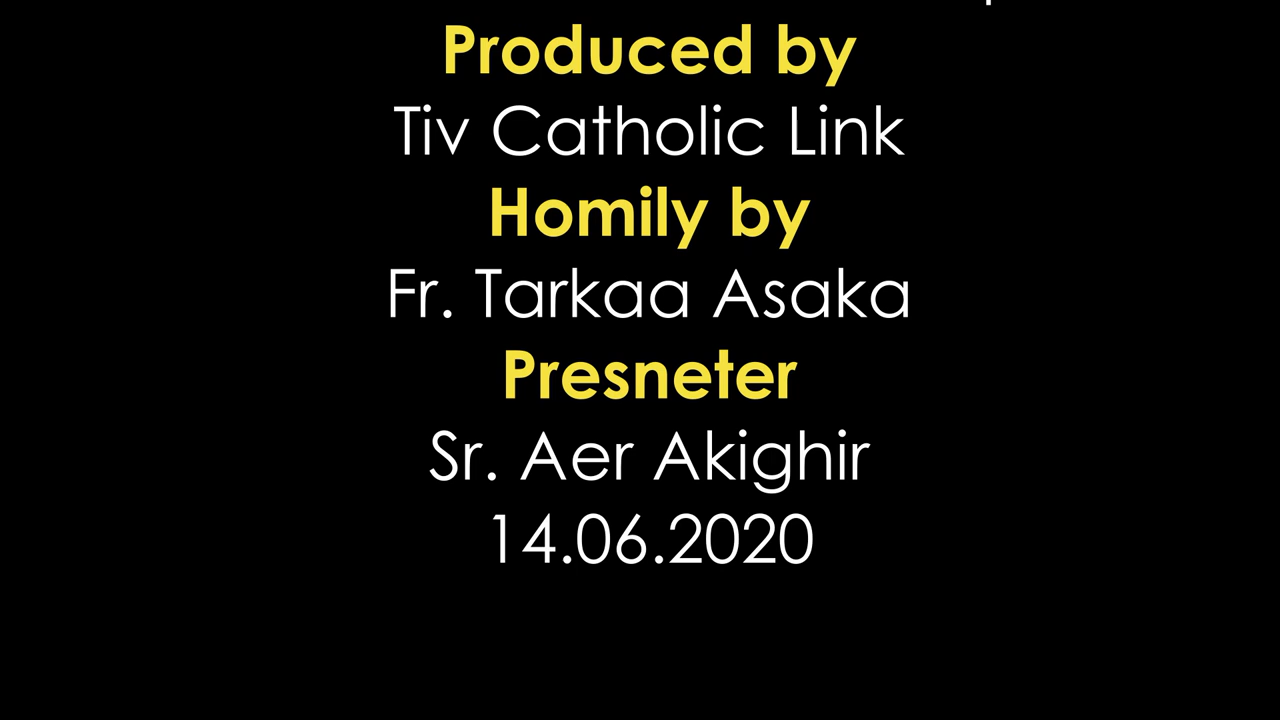 Produced by
Tiv Catholic Link
Homily by
Fr. Tarkaa Asaka
Presneter
Sr. Aer Akighir
14.06.2020